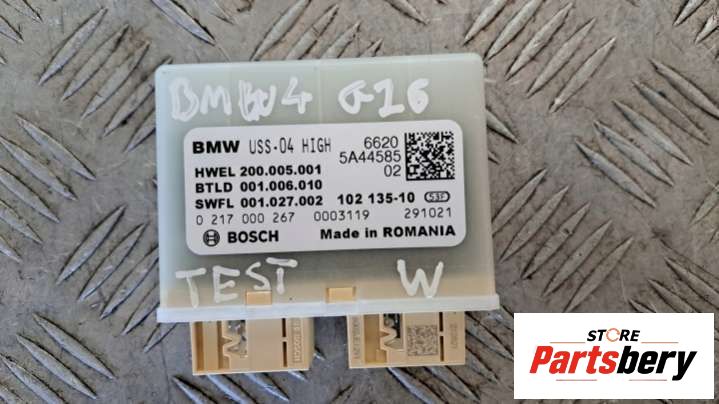 BMW 4 G26
BMW USS-04 HIGH 6620
5A44585
HWEL 200.005.001 02
BTLD 001.006.010
SWFL 001.027.002 102 135-10
0 217 000 267 0003119 291021
BOSCH Made in ROMANIA
TEST W
STORE
Partsbery